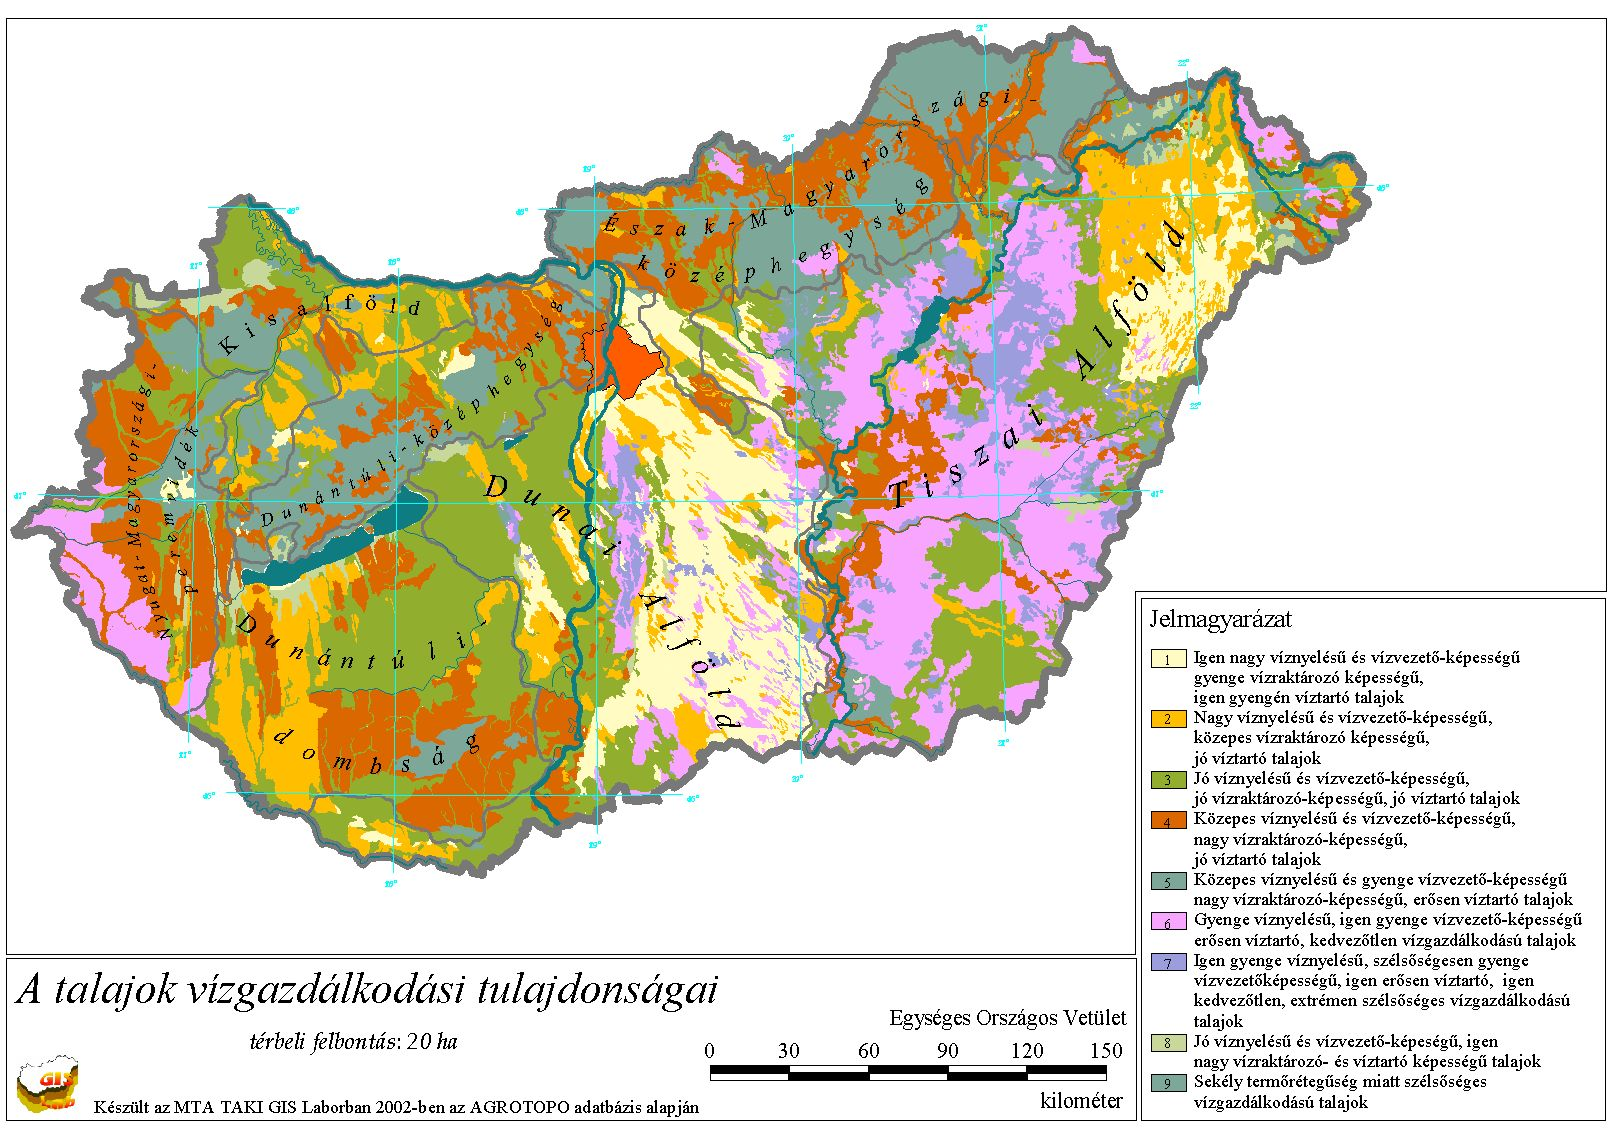 Észak-Magyarországi-
középhegység
Kisalföld
Nyugat-Magyarországi-
peremvidék
Dunántúli-középhegység
Dunai
Alföld
Tiszai Alföld
Dunántúli-
dombság
Jelmagyarázat
1 Igen nagy víznyelésű és vízvezető-képességű
gyenge vízraktározó képességű,
igen gyengén víztartó talajok
2 Nagy víznyelésű és vízvezető-képességű,
közepes vízraktározó képességű,
jó víztartó talajok
3 Jó víznyelésű és vízvezető-képességű,
jó vízraktározó-képességű, jó víztartó talajok
4 Közepes víznyelésű és vízvezető-képességű,
nagy vízraktározó-képességű,
jó víztartó talajok
5 Közepes víznyelésű és gyenge vízvezető-képességű
nagy vízraktározó-képességű, erősen víztartó talajok
6 Gyenge víznyelésű, igen gyenge vízvezető-képességű
erősen víztartó, kedvezőtlen vízgazdálkodású talajok
7 Igen gyenge víznyelésű, szélsőségesen gyenge
vízvezetőképességű, igen erősen víztartó, igen
kedvezőtlen, extrémen szélsőséges vízgazdálkodású
talajok
8 Jó víznyelésű és vízvezető-képeségű, igen
nagy vízraktározó- és víztartó képességű talajok
9 Sekély termőrétegűség miatt szélsőséges
vízgazdálkodású talajok
A talajok vízgazdálkodási tulajdonságai
térbeli felbontás: 20 ha
Egységes Országos Vetület
0 30 60 90 120 150
kilométer
GIS
Készült az MTA TAKI GIS Laborban 2002-ben az AGROTOPO adatbázis alapján